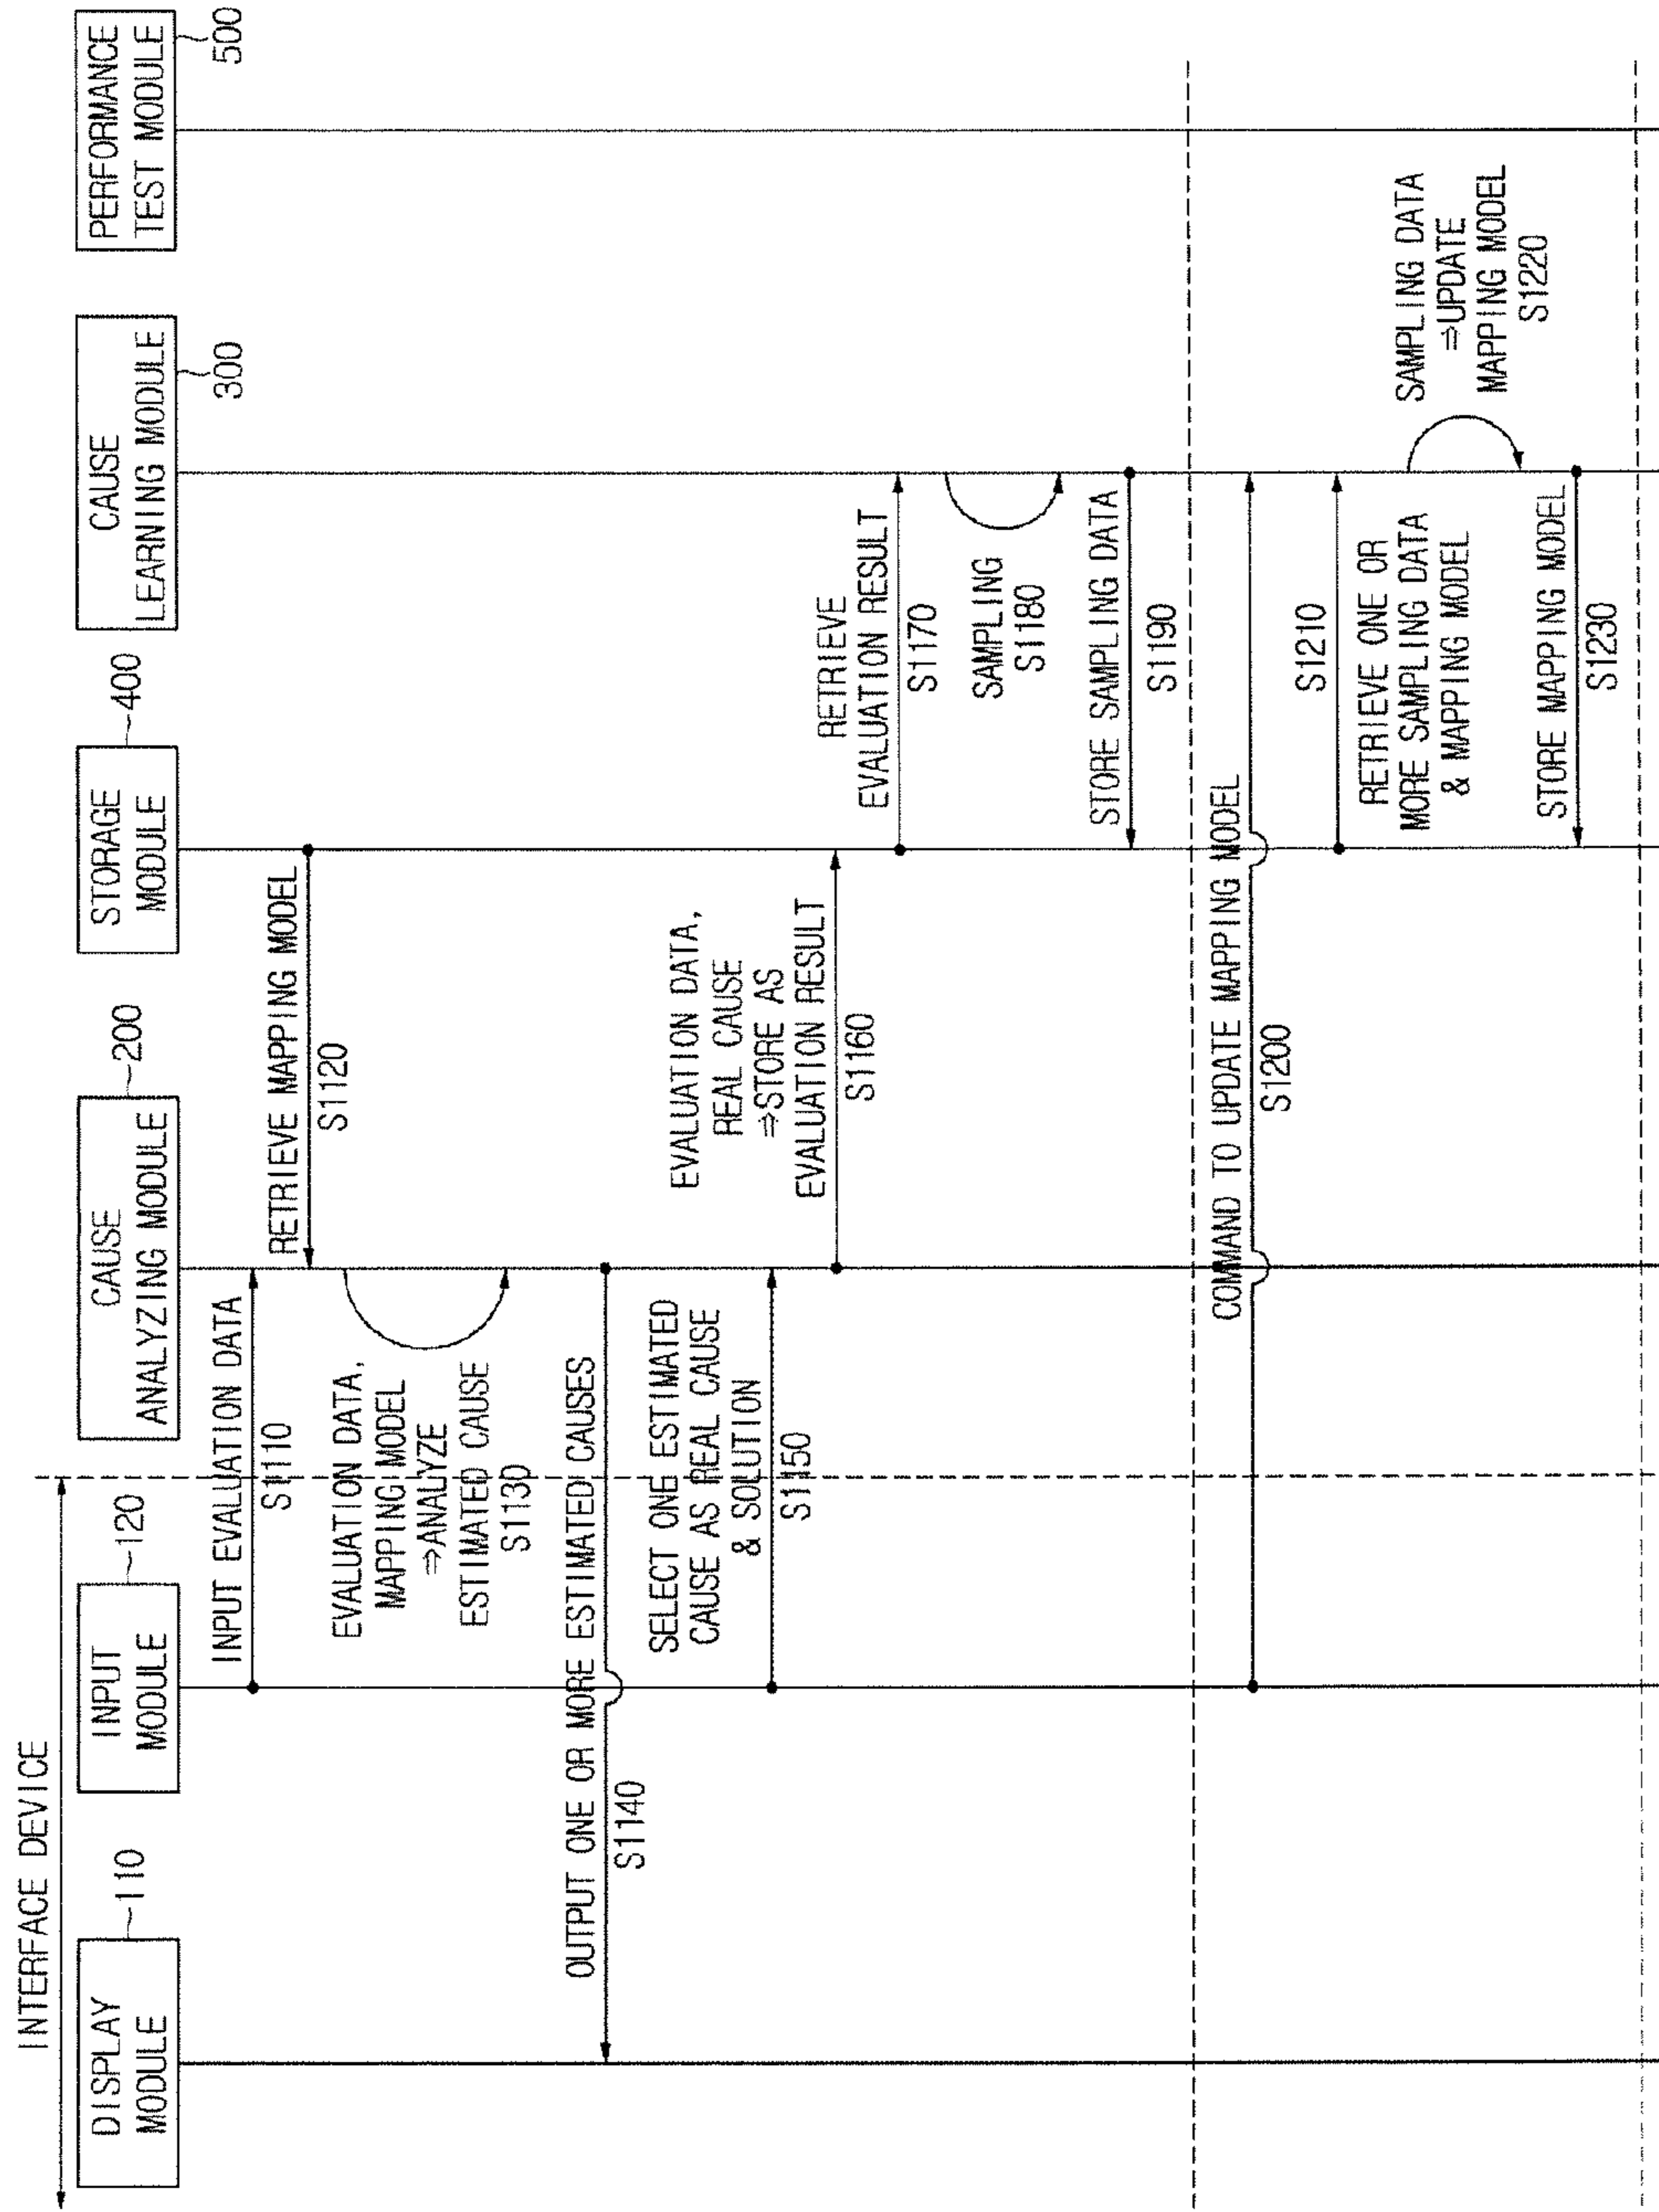 INTERFACE DEVICE
DISPLAY
MODULE
110
INPUT
MODULE
120
CAUSE
ANALYZING MODULE
200
STORAGE
MODULE
400
CAUSE
LEARNING MODULE
300
PERFORMANCE
TEST MODULE
500
INPUT EVALUATION DATA
S1110
RETRIEVE MAPPING MODEL
S1120
EVALUATION DATA,
MAPPING MODEL
⇒ANALYZE
ESTIMATED CAUSE
S1130
OUTPUT ONE OR MORE ESTIMATED CAUSES
S1140
SELECT ONE ESTIMATED
CAUSE AS REAL CAUSE
& SOLUTION
S1150
EVALUATION DATA,
REAL CAUSE
⇒STORE AS
EVALUATION RESULT
S1160
RETRIEVE
EVALUATION RESULT
S1170
SAMPLING
S1180
STORE SAMPLING DATA
S1190
COMMAND TO UPDATE MAPPING MODEL
S1200
S1210
RETRIEVE ONE OR
MORE SAMPLING DATA
& MAPPING MODEL
SAMPLING DATA
⇒UPDATE
MAPPING MODEL
S1220
STORE MAPPING MODEL
S1230